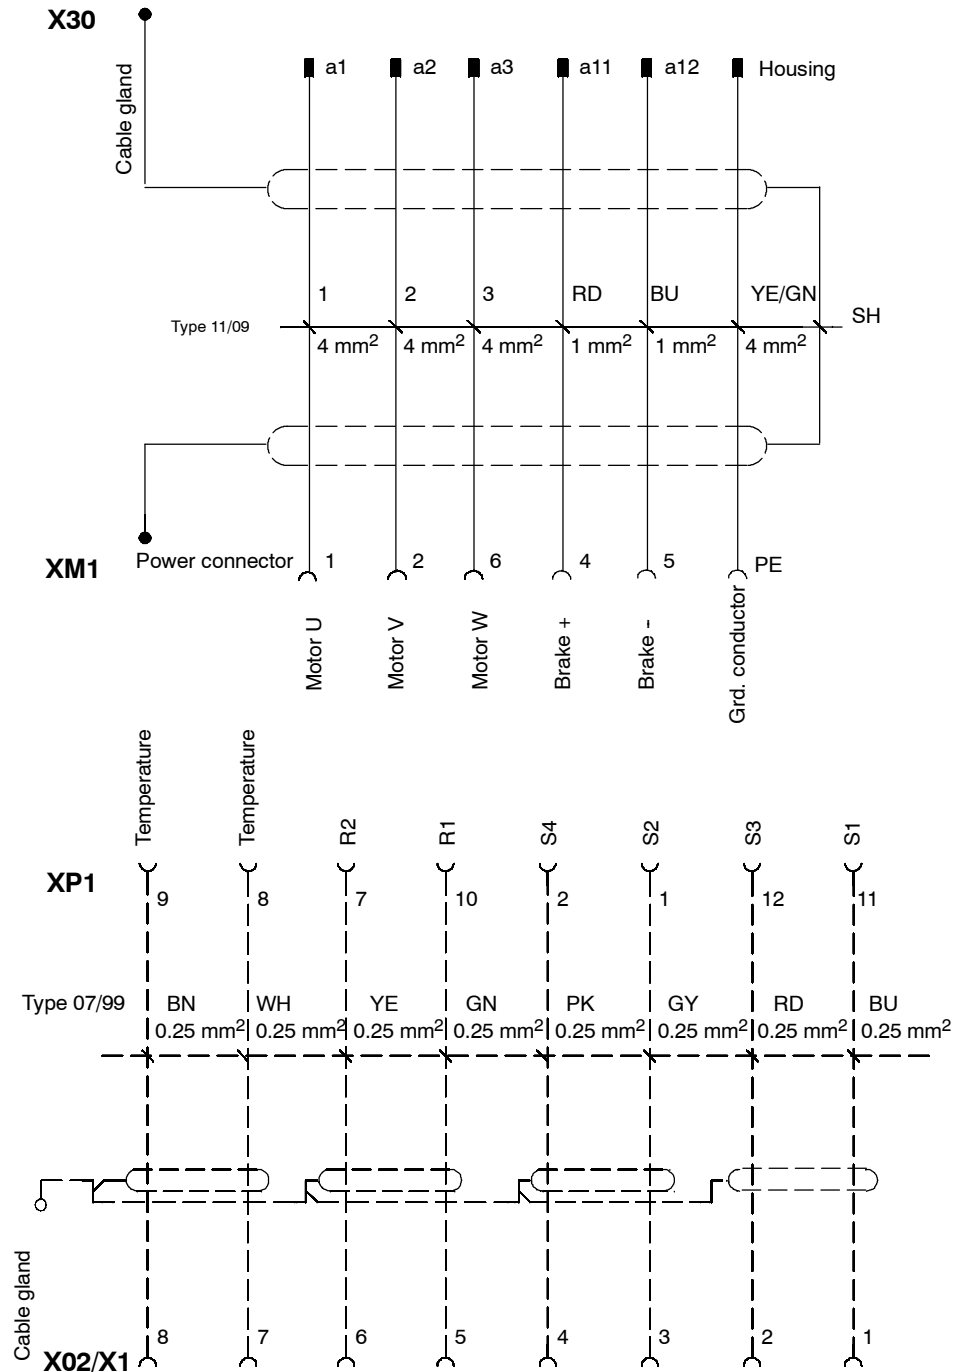 X30
Cable gland
a1 a2 a3 a11 a12 Housing
1 2 3 RD BU YE/GN
SH
Type 11/09
4 mm² 4 mm² 4 mm² 1 mm² 1 mm² 4 mm²
XM1
Power connector 1 2 6 4 5 PE
Motor U
Motor V
Motor W
Brake +
Brake -
Grd. conductor
Temperature
Temperature
R2
R1
S4
S2
S3
S1
XP1
9 8 7 10 2 1 12 11
Type 07/99 BN WH YE GN PK GY RD BU
0.25 mm² 0.25 mm² 0.25 mm² 0.25 mm² 0.25 mm² 0.25 mm² 0.25 mm² 0.25 mm²
Cable gland
8 7 6 5 4 3 2 1
X02/X1